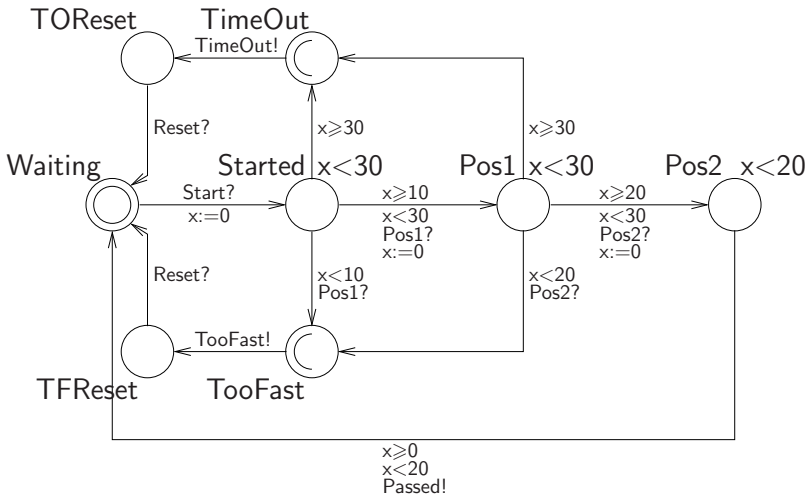 TOReset
TimeOut
TimeOut!
Reset?
x⩾30
x⩾30
Waiting
Started x<30
Pos1 x<30
Pos2 x<20
Start?
x:=0
x⩾10
x<30
Pos1?
x:=0
x⩾20
x<30
Pos2?
x:=0
Reset?
x<10
Pos1?
x<20
Pos2?
TooFast!
TFReset
TooFast
x⩾0
x<20
Passed!